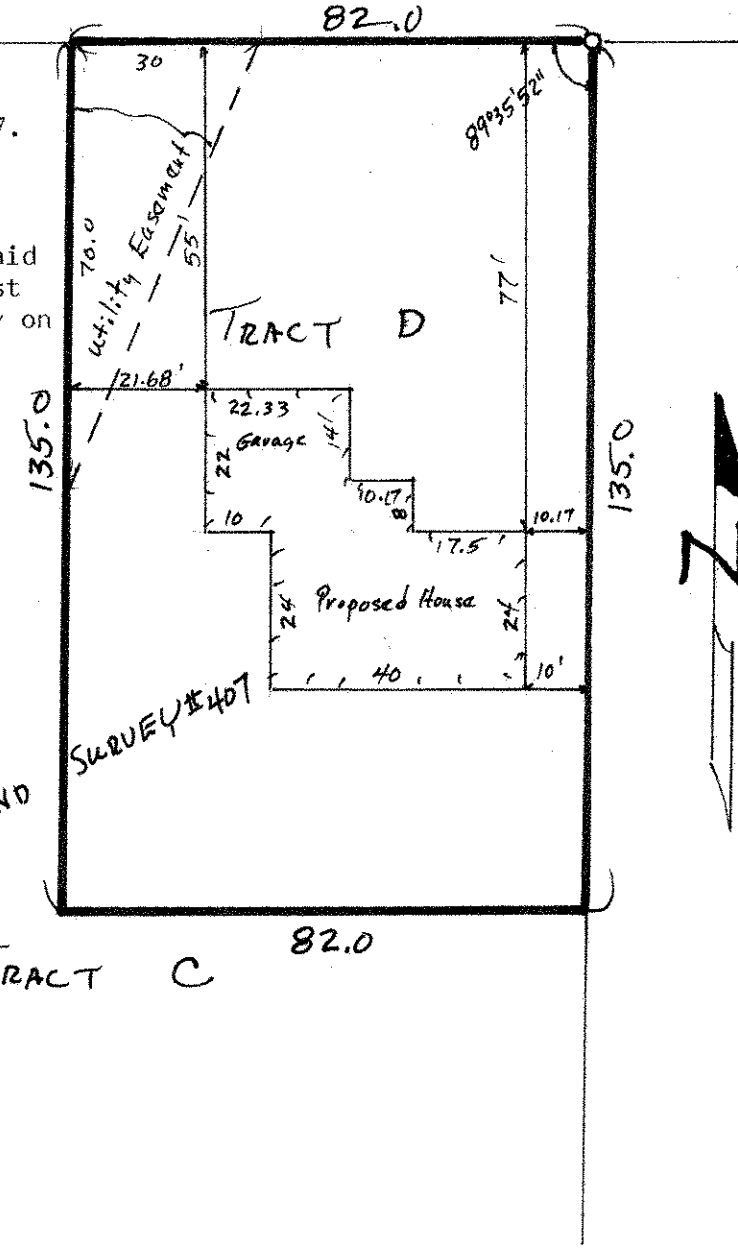 82.0
30
89°35'52"
7.
Utility Easement
70.0
55'
aid
st
y on
77'
TRACT D
21.68'
135.0
22.33
14'
Garage
22
10.17
8
10
17.5'
10.17
135.0
24'
Proposed House
24'
40
10'
SURVEY #407
ND
82.0
RACT C